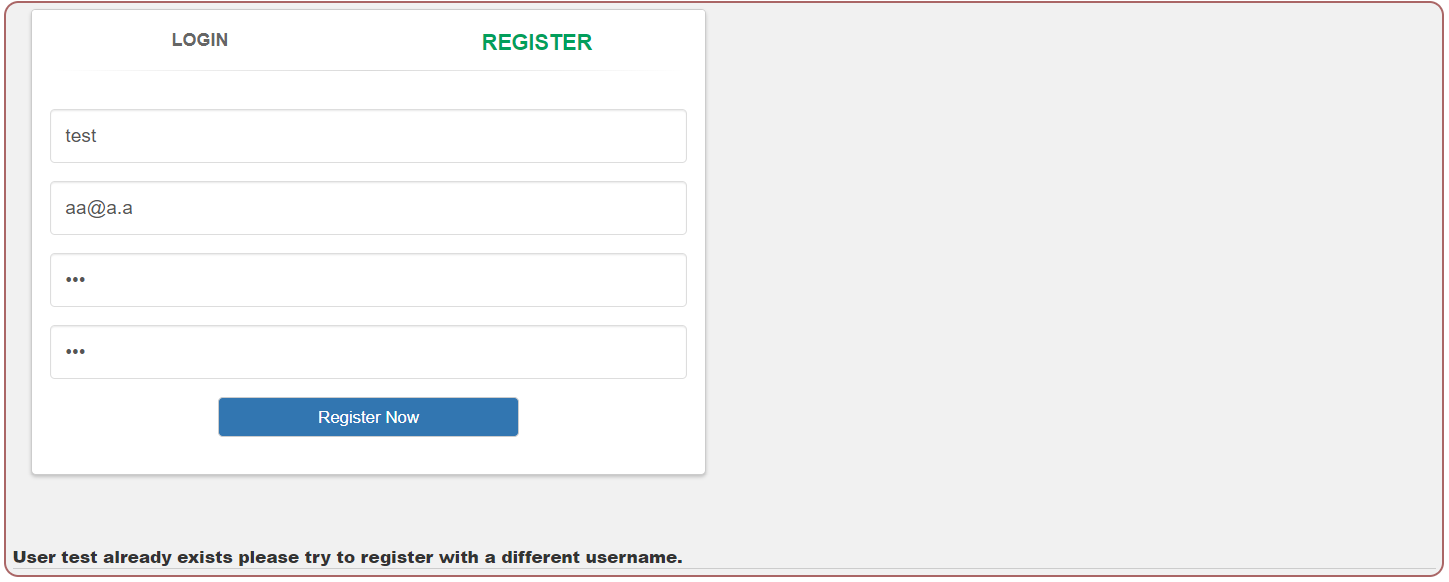 LOGIN REGISTER
test
aa@a.a
•••
•••
Register Now
User test already exists please try to register with a different username.